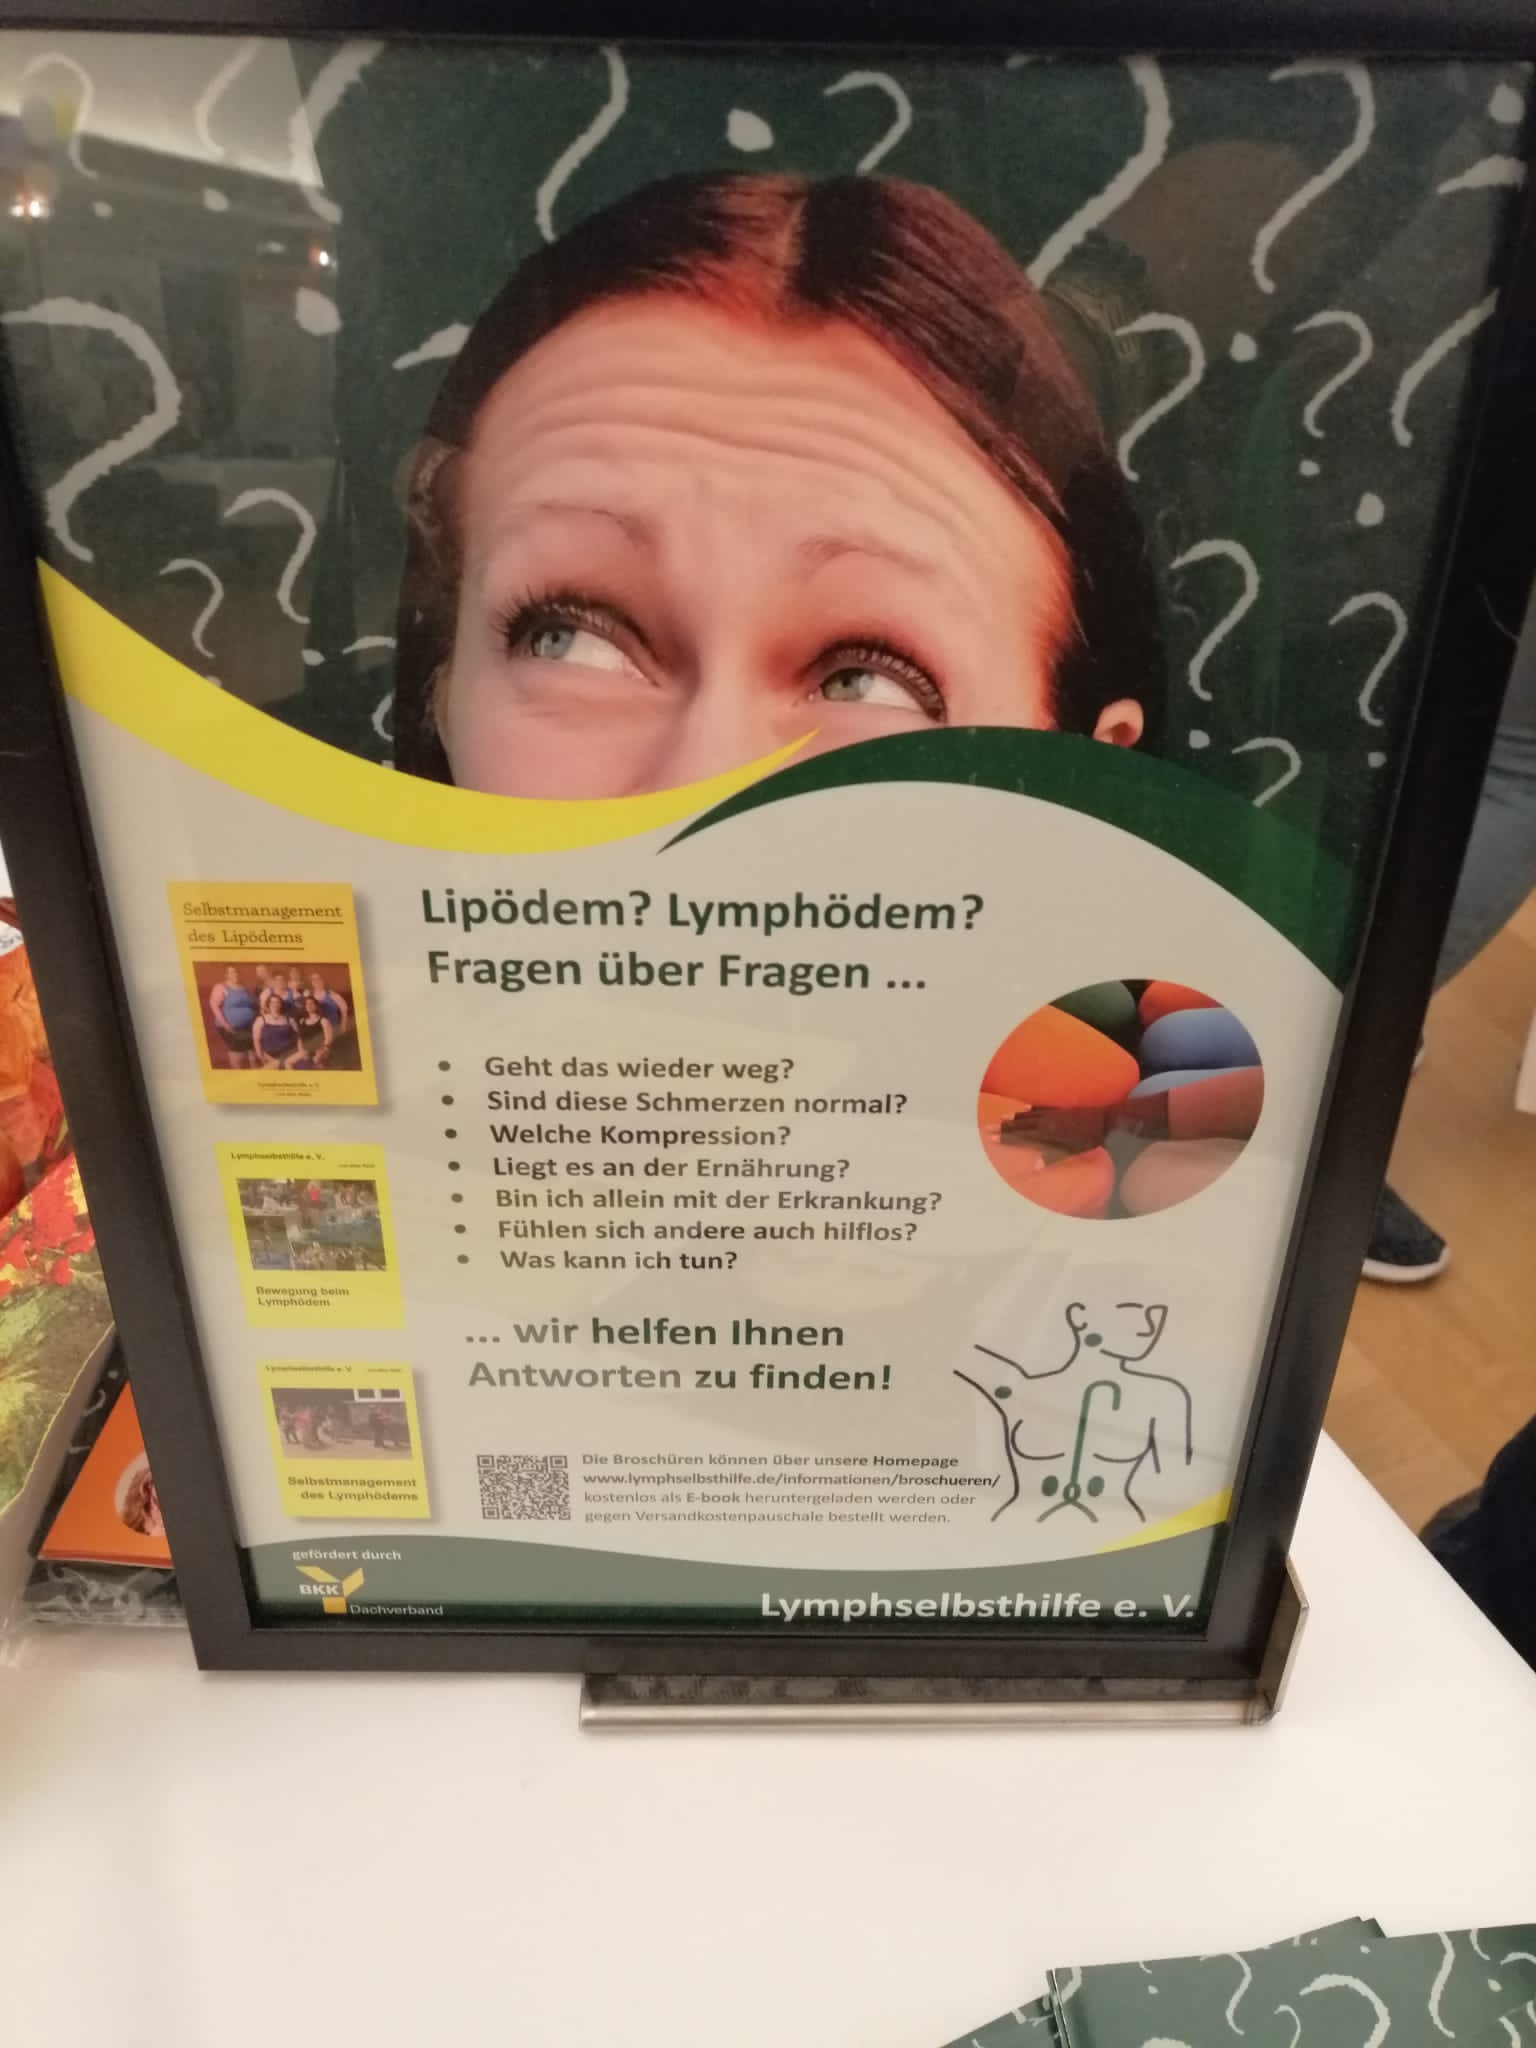 Lipödem? Lymphödem?
Fragen über Fragen ...
• Geht das wieder weg?
• Sind diese Schmerzen normal?
• Welche Kompression?
• Liegt es an der Ernährung?
• Bin ich allein mit der Erkrankung?
• Fühlen sich andere auch hilflos?
• Was kann ich tun?
... wir helfen Ihnen
Antworten zu finden!
Die Broschüren können über unsere Homepage
www.lymphselbsthilfe.de/informationen/broschueren/
kostenlos als E-book heruntergeladen werden oder
gegen Versandkostenpauschale bestellt werden.
Selbstmanagement
des Lipödems
Lymphselbsthilfe e. V.
Lymphselbsthilfe e. V.
Bewegung beim
Lymphödem
Lymphselbsthilfe e. V.
Selbstmanagement
des Lymphödems
gefördert durch
BKK
Dachverband
Lymphselbsthilfe e. V.